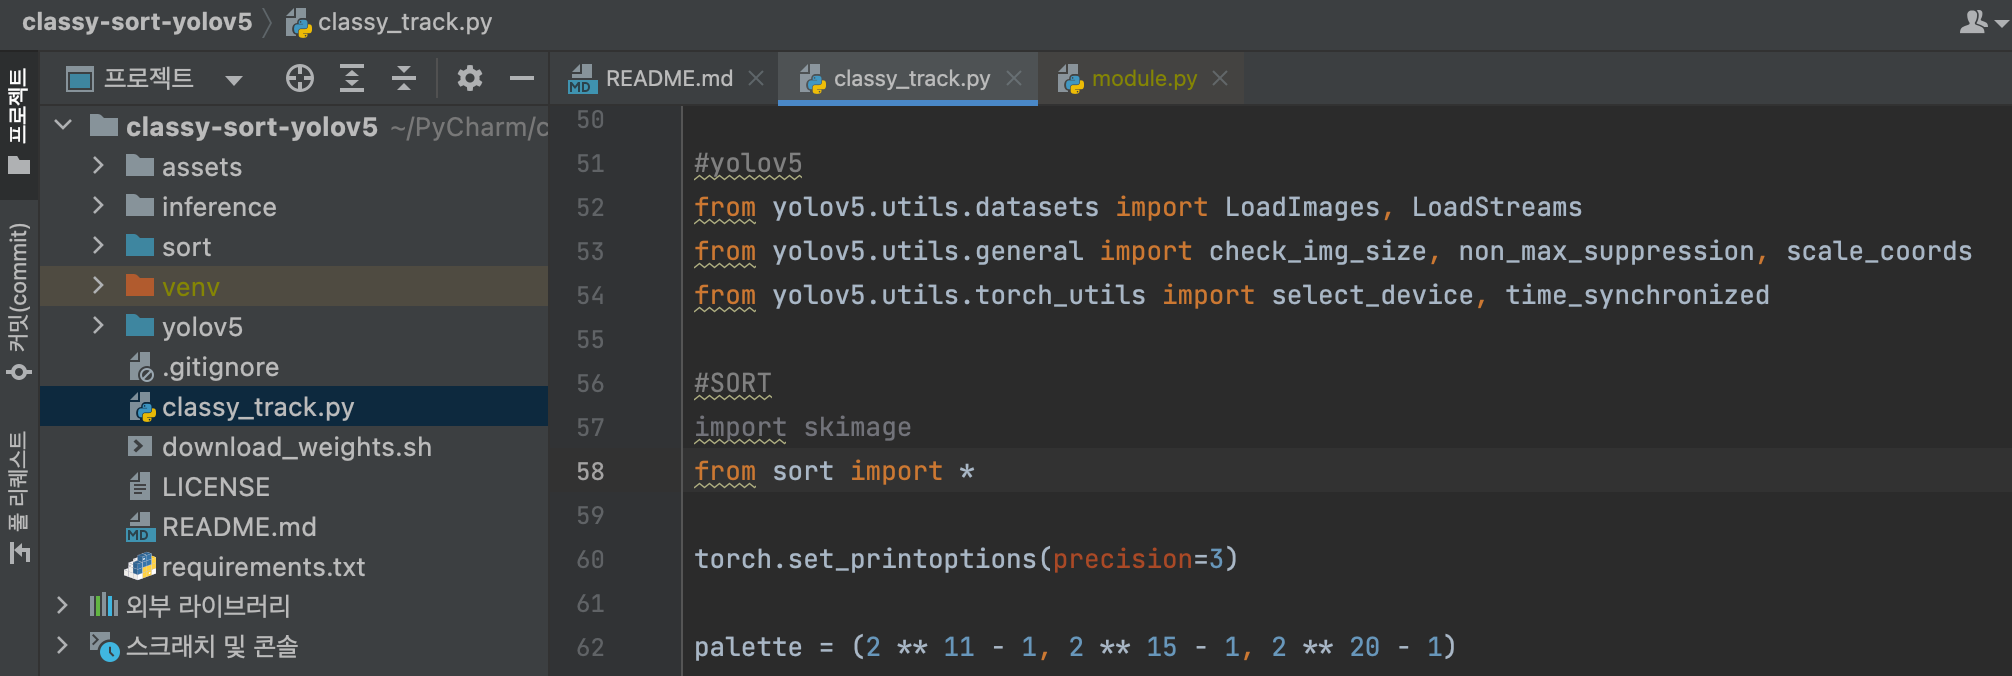 classy-sort-yolov5
classy_track.py
프로젝트
커밋(commit)
풀 리퀘스트
프로젝트
classy-sort-yolov5 ~/PyCharm/c
assets
inference
sort
venv
yolov5
.gitignore
classy_track.py
download_weights.sh
LICENSE
MD README.md
requirements.txt
외부 라이브러리
스크래치 및 콘솔
MD README.md
classy_track.py
module.py
50
51 #yolov5
52 from yolov5.utils.datasets import LoadImages, LoadStreams
53 from yolov5.utils.general import check_img_size, non_max_suppression, scale_coords
54 from yolov5.utils.torch_utils import select_device, time_synchronized
55
56 #SORT
57 import skimage
58 from sort import *
59
60 torch.set_printoptions(precision=3)
61
62 palette = (2 ** 11 - 1, 2 ** 15 - 1, 2 ** 20 - 1)